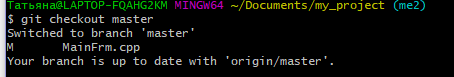 Татьяна@LAPTOP-FQAHG2KM MINGW64 ~/Documents/my_project (me2)
$ git checkout master
Switched to branch 'master'
M       MainFrm.cpp
Your branch is up to date with 'origin/master'.